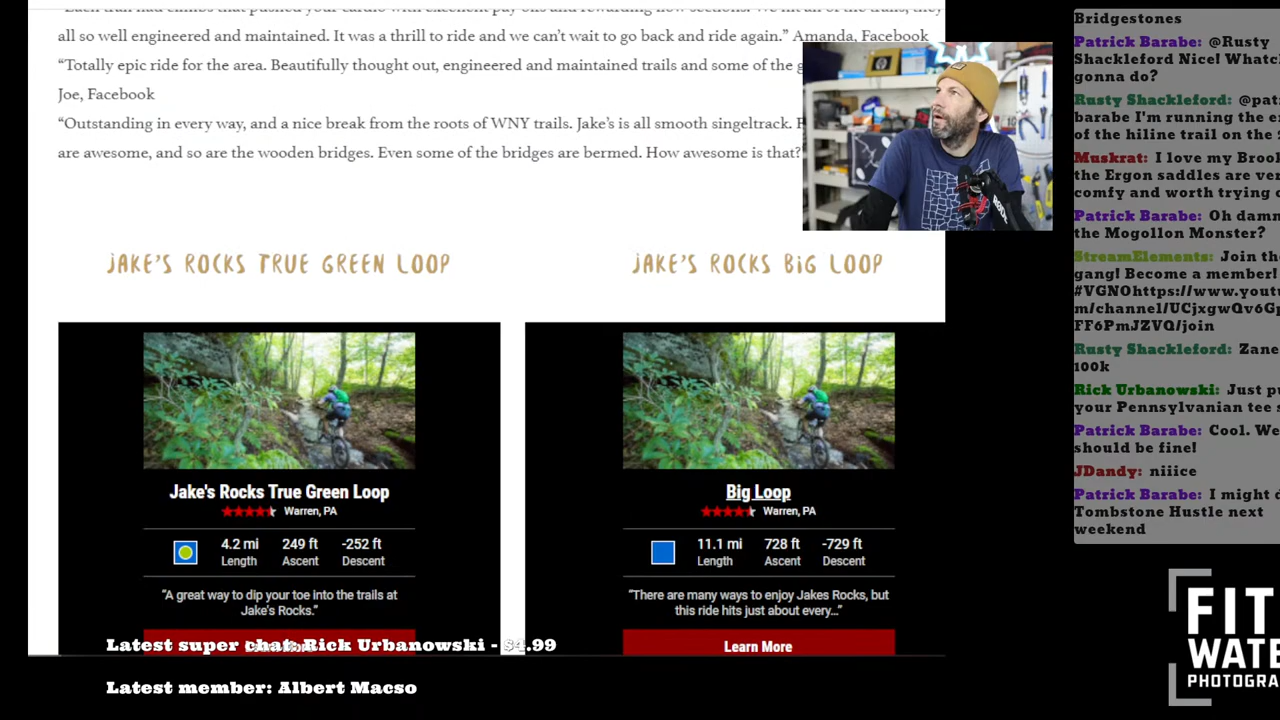 "Each trail had climbs that pushed your cardio with excellent pay offs and rewarding flow sections. We hit all of the trails, they
all so well engineered and maintained. It was a thrill to ride and we can't wait to go back and ride again." Amanda, Facebook
"Totally epic ride for the area. Beautifully thought out, engineered and maintained trails and some of the g
Joe, Facebook
"Outstanding in every way, and a nice break from the roots of WNY trails. Jake's is all smooth singeltrack.
are awesome, and so are the wooden bridges. Even some of the bridges are bermed. How awesome is that?
JAKE'S ROCKS TRUE GREEN LOOP
JAKE'S ROCKS BIG LOOP
Jake's Rocks True Green Loop
Warren, PA
4.2 mi 249 ft -252 ft
Length Ascent Descent
"A great way to dip your toe into the trails at
Jake's Rocks."
Big Loop
Warren, PA
11.1 mi 728 ft -729 ft
Length Ascent Descent
"There are many ways to enjoy Jakes Rocks, but
this ride hits just about every..."
Learn More
Latest super chat: Rick Urbanowski - $4.99
Latest member: Albert Macso
Bridgestones
Patrick Barabe: @Rusty
Shackleford Nice! Whatc
gonna do?
Rusty Shackleford: @pat
barabe I'm running the e
of the hiline trail on the
Muskrat: I love my Broo
the Ergon saddles are ver
comfy and worth trying o
Patrick Barabe: Oh damn
the Mogollon Monster?
StreamElements: Join the
gang! Become a member!
#VGNOhttps://www.yout
m/channel/UCjxgwQv6Gp
FF6PmJZVQ/join
Rusty Shackleford: Zane
100k
Rick Urbanowski: Just pu
your Pennsylvanian tee s
Patrick Barabe: Cool. We
should be fine!
JDandy: niiice
Patrick Barabe: I might d
Tombstone Hustle next
weekend
FIT
WATE
PHOTOGRA